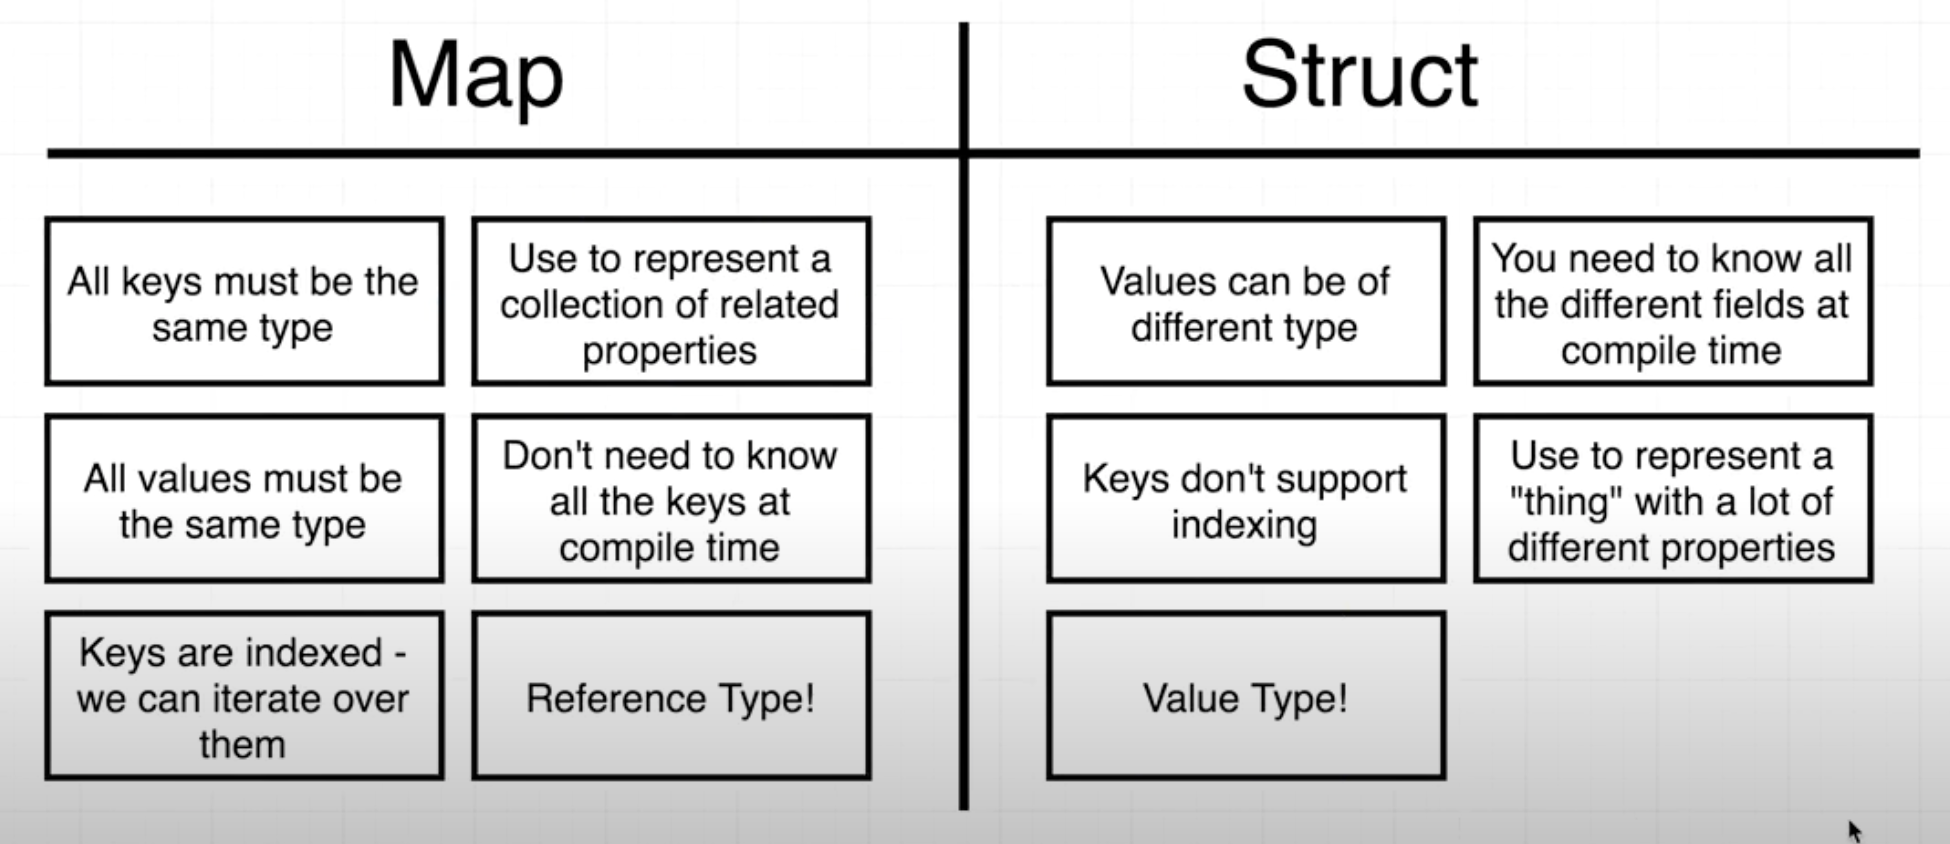 Map
Struct
All keys must be the
same type
Use to represent a
collection of related
properties
Values can be of
different type
You need to know all
the different fields at
compile time
All values must be
the same type
Don't need to know
all the keys at
compile time
Keys don't support
indexing
Use to represent a
"thing" with a lot of
different properties
Keys are indexed -
we can iterate over
them
Reference Type!
Value Type!